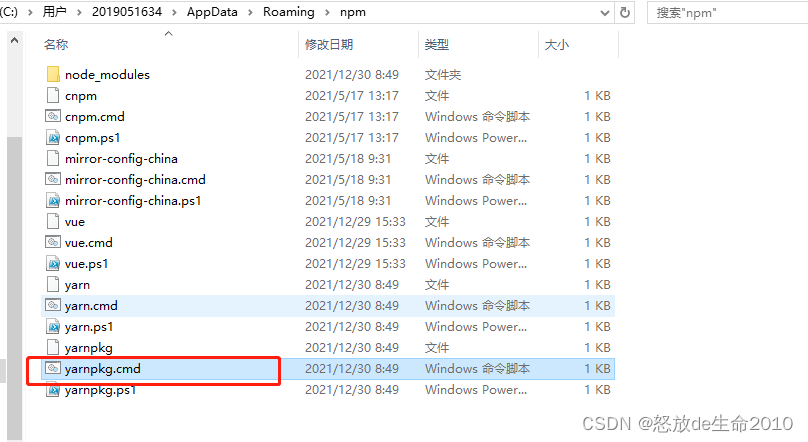 (C:) > 用户 > 2019051634 > AppData > Roaming > npm 搜索"npm"
名称 修改日期 类型 大小
node_modules 2021/12/30 8:49 文件夹
cnpm 2021/5/17 13:17 文件 1 KB
cnpm.cmd 2021/5/17 13:17 Windows 命令脚本 1 KB
cnpm.ps1 2021/5/17 13:17 Windows Power... 1 KB
mirror-config-china 2021/5/18 9:31 文件 1 KB
mirror-config-china.cmd 2021/5/18 9:31 Windows 命令脚本 1 KB
mirror-config-china.ps1 2021/5/18 9:31 Windows Power... 1 KB
vue 2021/12/29 15:33 文件 1 KB
vue.cmd 2021/12/29 15:33 Windows 命令脚本 1 KB
vue.ps1 2021/12/29 15:33 Windows Power... 1 KB
yarn 2021/12/30 8:49 文件 1 KB
yarn.cmd 2021/12/30 8:49 Windows 命令脚本 1 KB
yarn.ps1 2021/12/30 8:49 Windows Power... 1 KB
yarnpkg 2021/12/30 8:49 文件 1 KB
yarnpkg.cmd 2021/12/30 8:49 Windows 命令脚本 1 KB
yarnpkg.ps1 2021/12/30 8:49 Windows Power... 1 KB
CSDN @怒放de生命2010